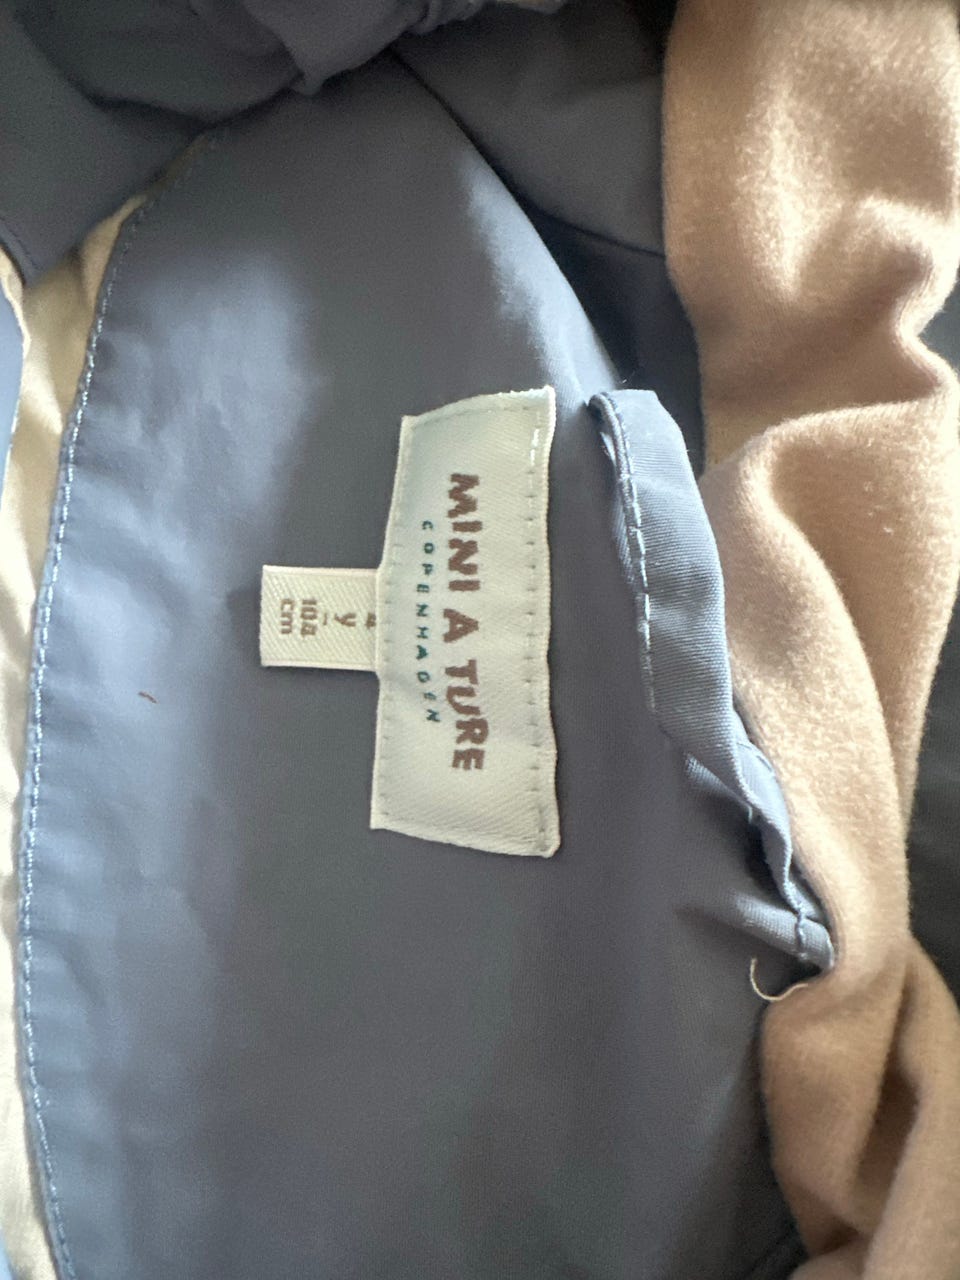 MINI A TURE
COPENHAGEN
4
y
104
cm